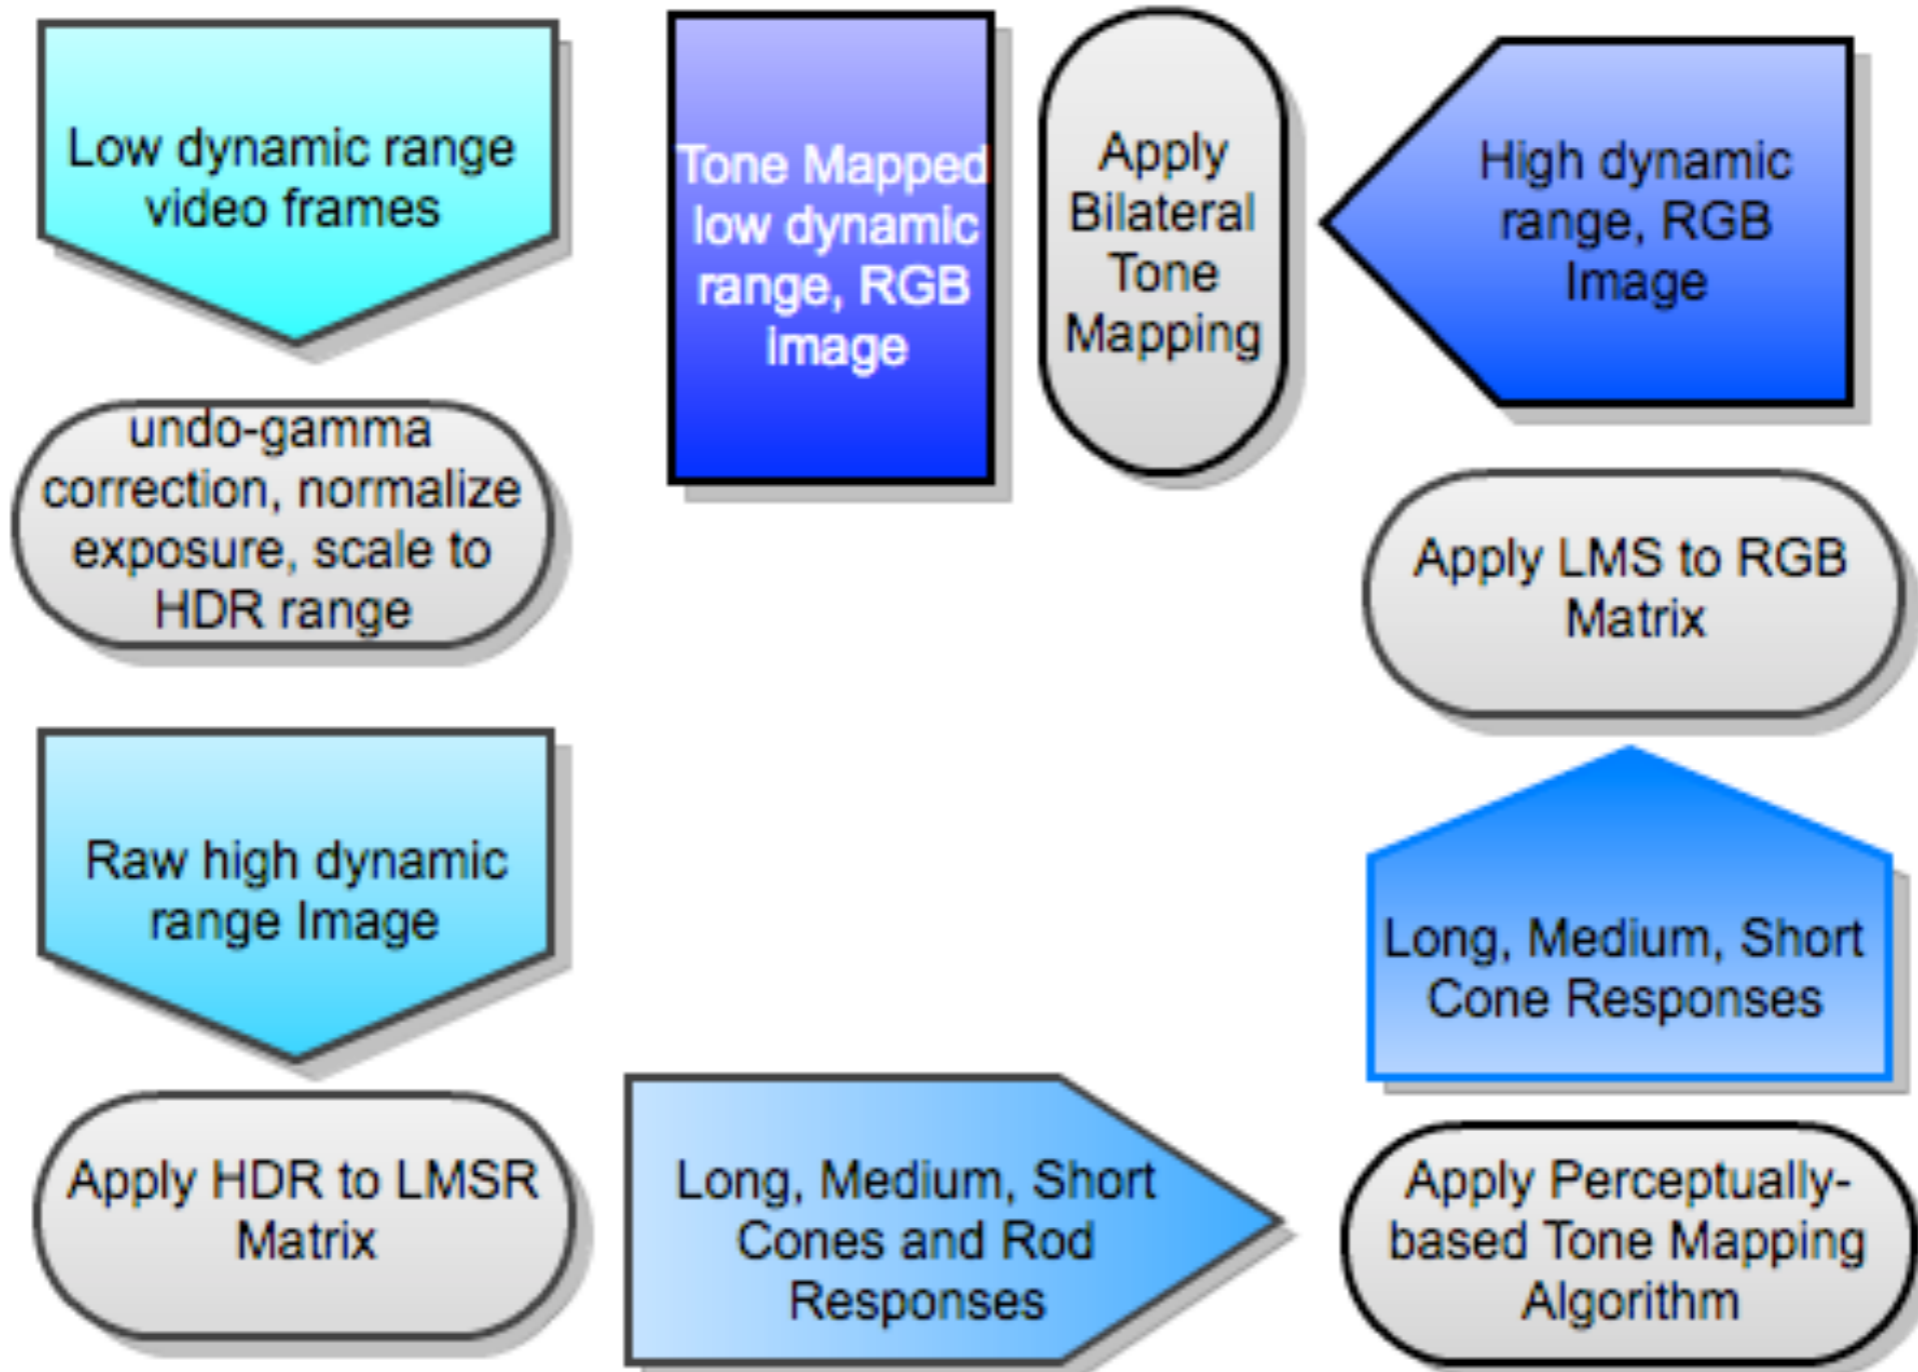 Low dynamic range
video frames
undo-gamma
correction, normalize
exposure, scale to
HDR range
Raw high dynamic
range Image
Apply HDR to LMSR
Matrix
Long, Medium, Short
Cones and Rod
Responses
Apply Perceptually-
based Tone Mapping
Algorithm
Long, Medium, Short
Cone Responses
Apply LMS to RGB
Matrix
High dynamic
range, RGB
Image
Apply
Bilateral
Tone
Mapping
Tone Mapped
low dynamic
range, RGB
image